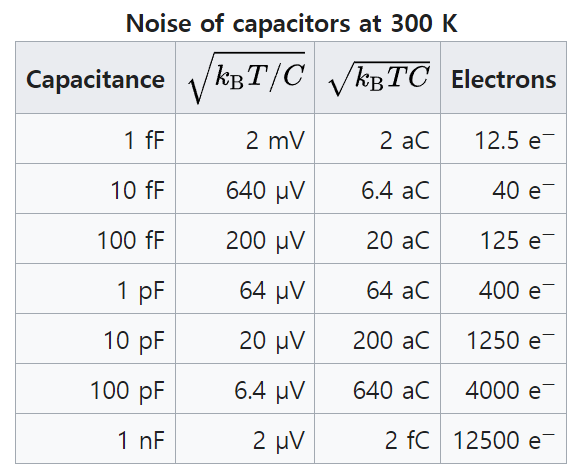 Noise of capacitors at 300 K
Capacitance √(k_B T/C) √(k_B TC) Electrons
1 fF 2 mV 2 aC 12.5 e⁻
10 fF 640 μV 6.4 aC 40 e⁻
100 fF 200 μV 20 aC 125 e⁻
1 pF 64 μV 64 aC 400 e⁻
10 pF 20 μV 200 aC 1250 e⁻
100 pF 6.4 μV 640 aC 4000 e⁻
1 nF 2 μV 2 fC 12500 e⁻